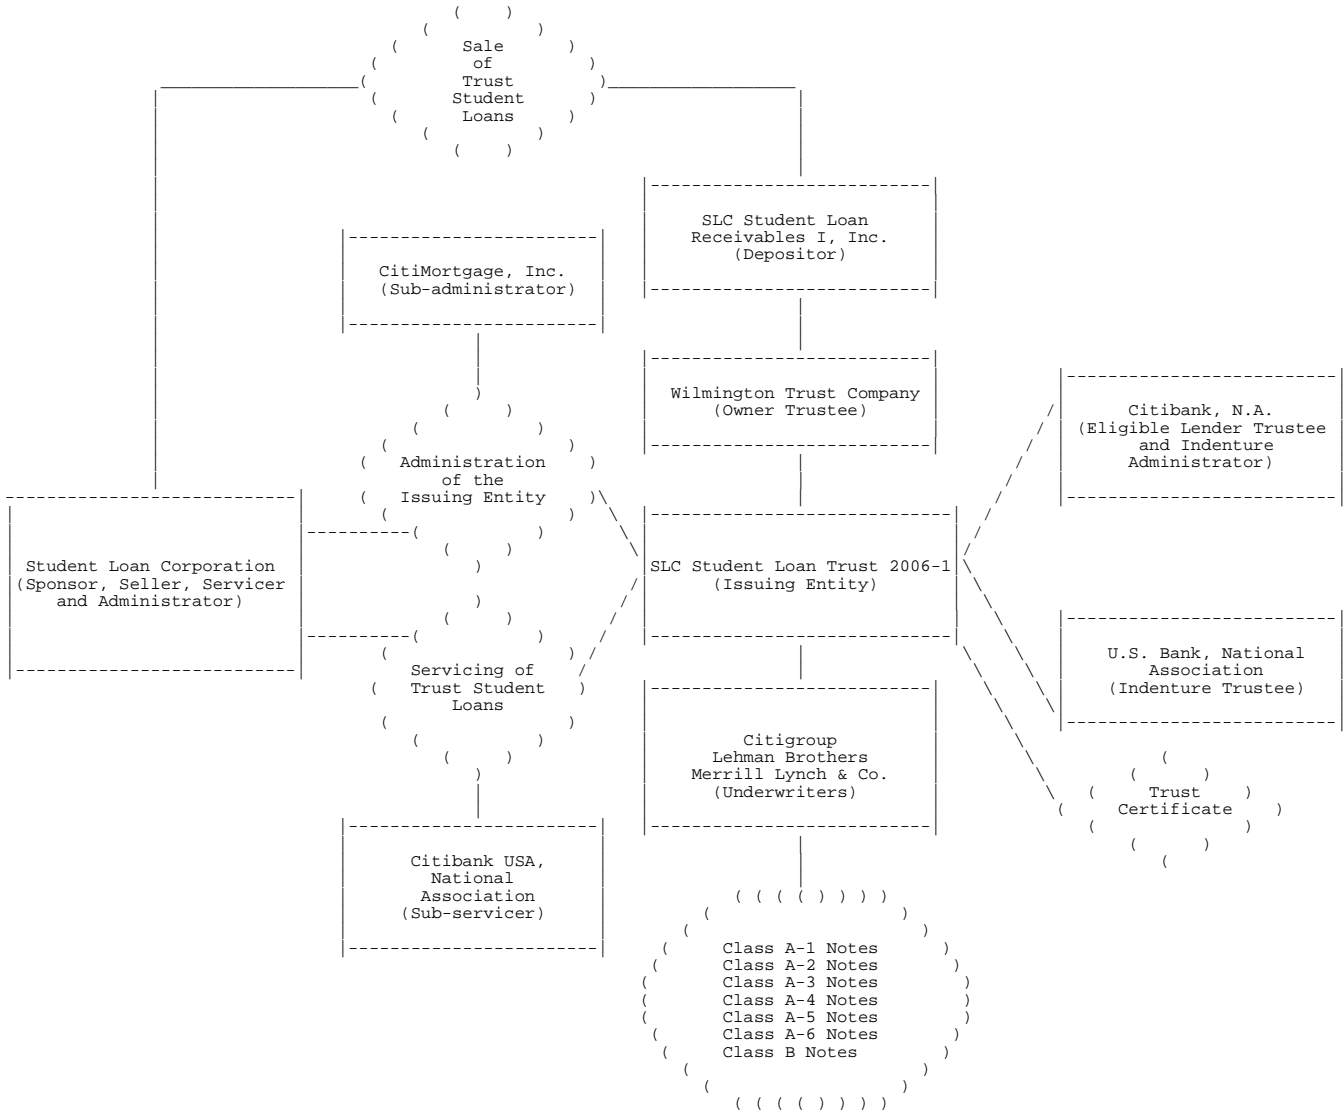 Sale
of
Trust
Student
Loans
SLC Student Loan
Receivables I, Inc.
(Depositor)
CitiMortgage, Inc.
(Sub-administrator)
Wilmington Trust Company
(Owner Trustee)
Citibank, N.A.
(Eligible Lender Trustee
and Indenture
Administrator)
Administration
of the
Issuing Entity
Student Loan Corporation
(Sponsor, Seller, Servicer
and Administrator)
SLC Student Loan Trust 2006-1
(Issuing Entity)
Servicing of
Trust Student
Loans
U.S. Bank, National
Association
(Indenture Trustee)
Citigroup
Lehman Brothers
Merrill Lynch & Co.
(Underwriters)
Trust
Certificate
Citibank USA,
National
Association
(Sub-servicer)
Class A-1 Notes
Class A-2 Notes
Class A-3 Notes
Class A-4 Notes
Class A-5 Notes
Class A-6 Notes
Class B Notes